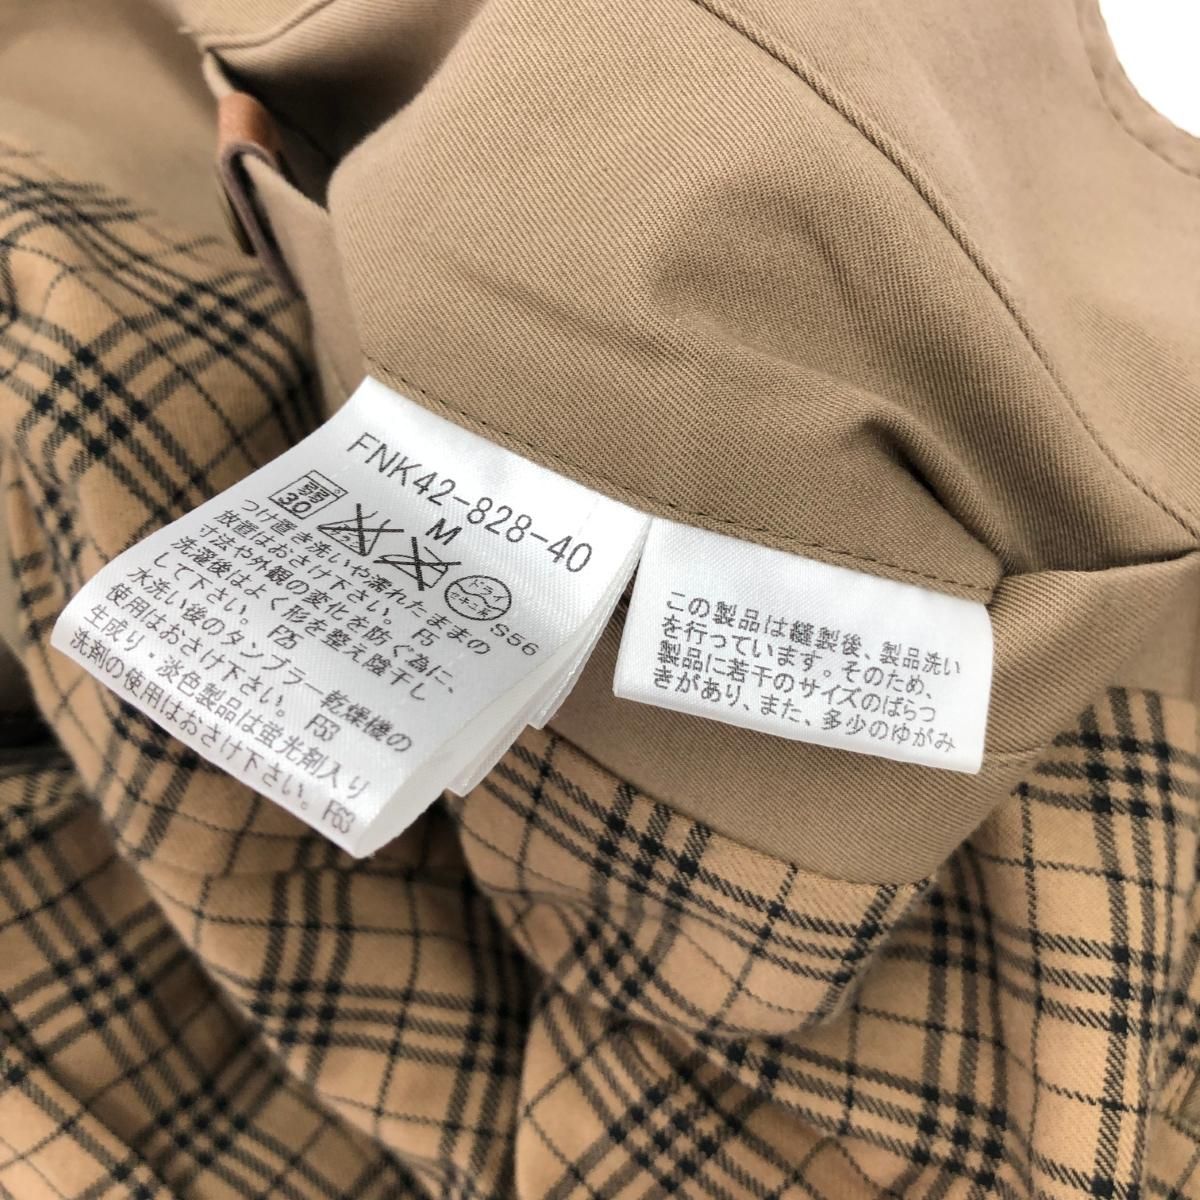 FNK42-828-40
M
弱
30
ドライ
S56
つけ置き洗いや濡れたままの
放置はおさけ下さい。 F5
寸法や外観の変化を防ぐ為に、
洗濯後はよく形を整え陰干し
して下さい。 F25
水洗い後のタンブラー乾燥機の
使用はおさけ下さい。 F53
生成り・淡色製品は蛍光剤入り
洗剤の使用はおさけ下さい。 F63
この製品は縫製後、製品洗い
を行っています。そのため、
製品に若干のサイズのばらつ
きがあり、また、多少のゆがみ